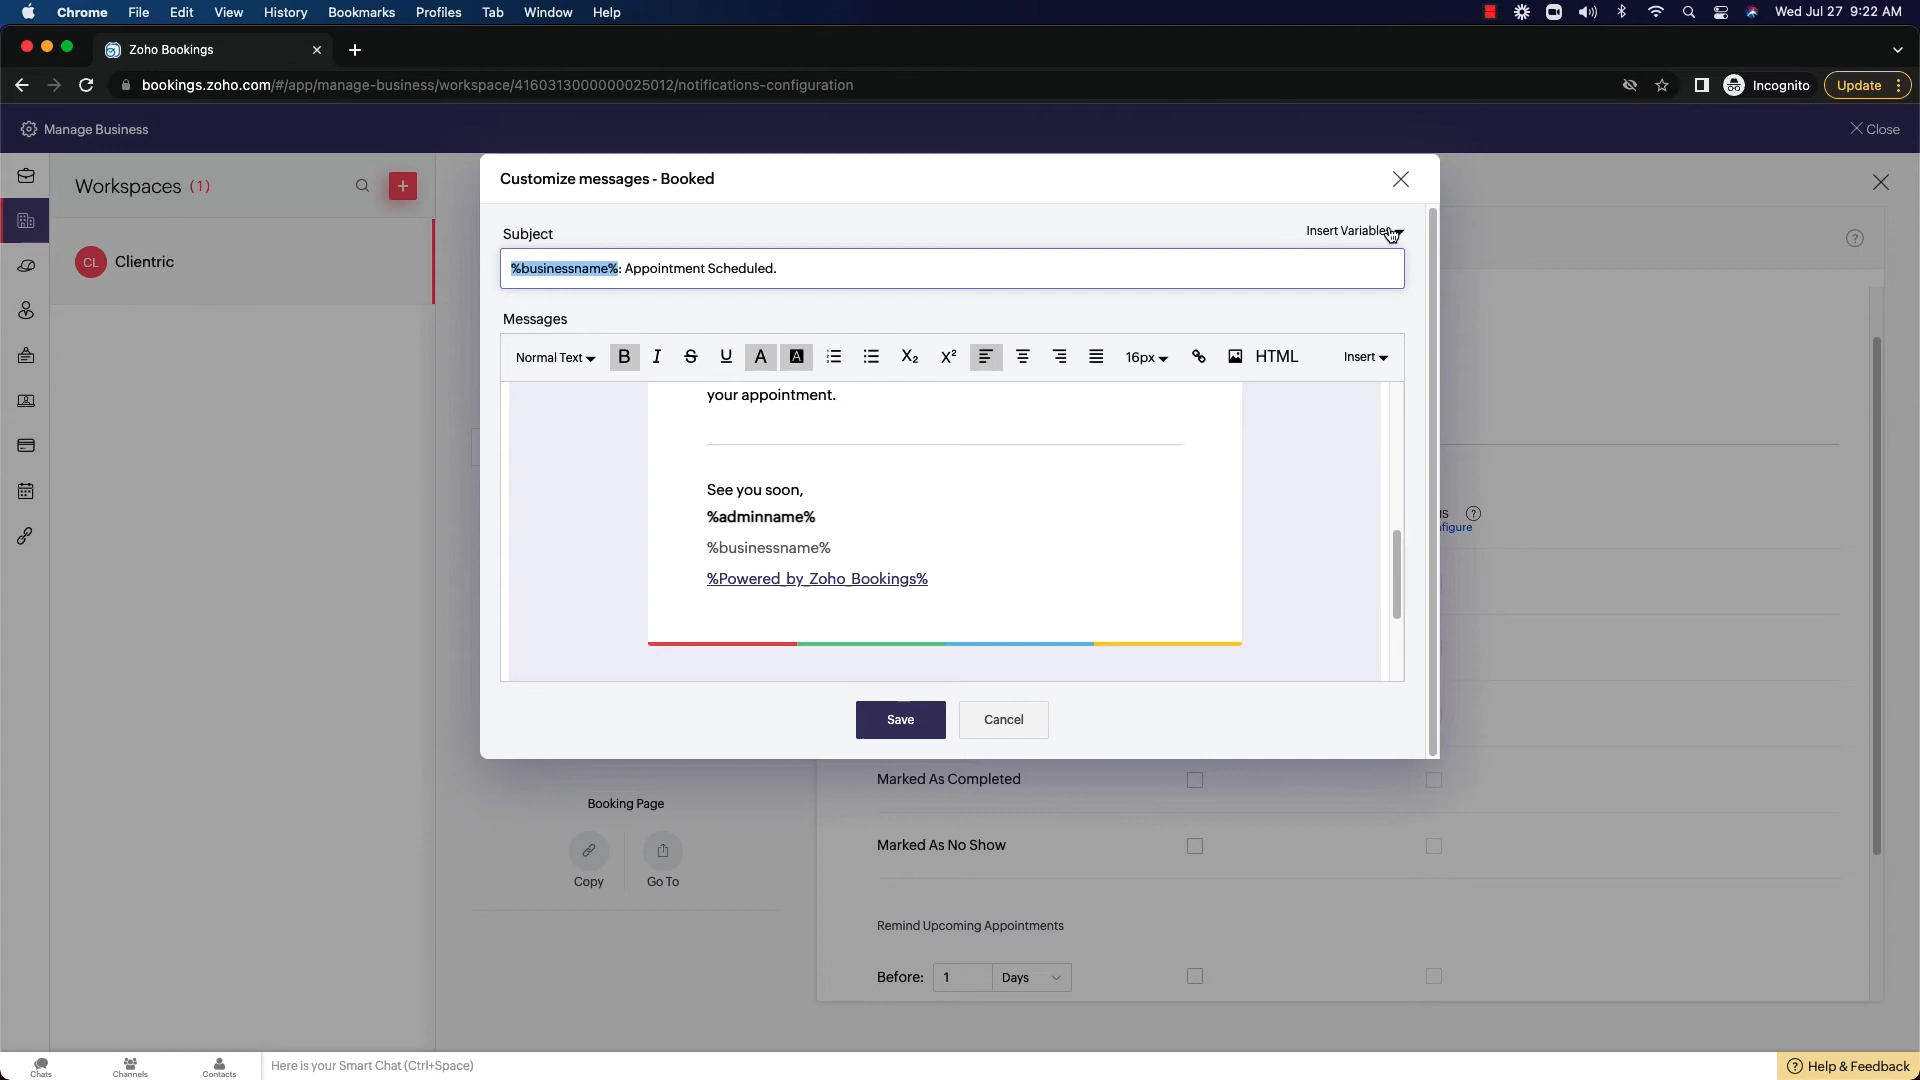 Chrome File Edit View History Bookmarks Profiles Tab Window Help Wed Jul 27 9:22 AM
Zoho Bookings
bookings.zoho.com/#/app/manage-business/workspace/4160313000000025012/notifications-configuration Incognito Update
Manage Business Close
Workspaces (1)
CL Clientric
Customize messages - Booked
Subject Insert Variables
%businessname%: Appointment Scheduled.
Messages
Normal Text B I S U A A X₂ X² 16px HTML Insert
your appointment.
See you soon,
%adminname%
%businessname%
%Powered_by_Zoho_Bookings%
Save Cancel
Booking Page
Copy Go To
Marked As Completed
Marked As No Show
Remind Upcoming Appointments
Before: 1 Days
Chats Channels Contacts Here is your Smart Chat (Ctrl+Space) Help & Feedback